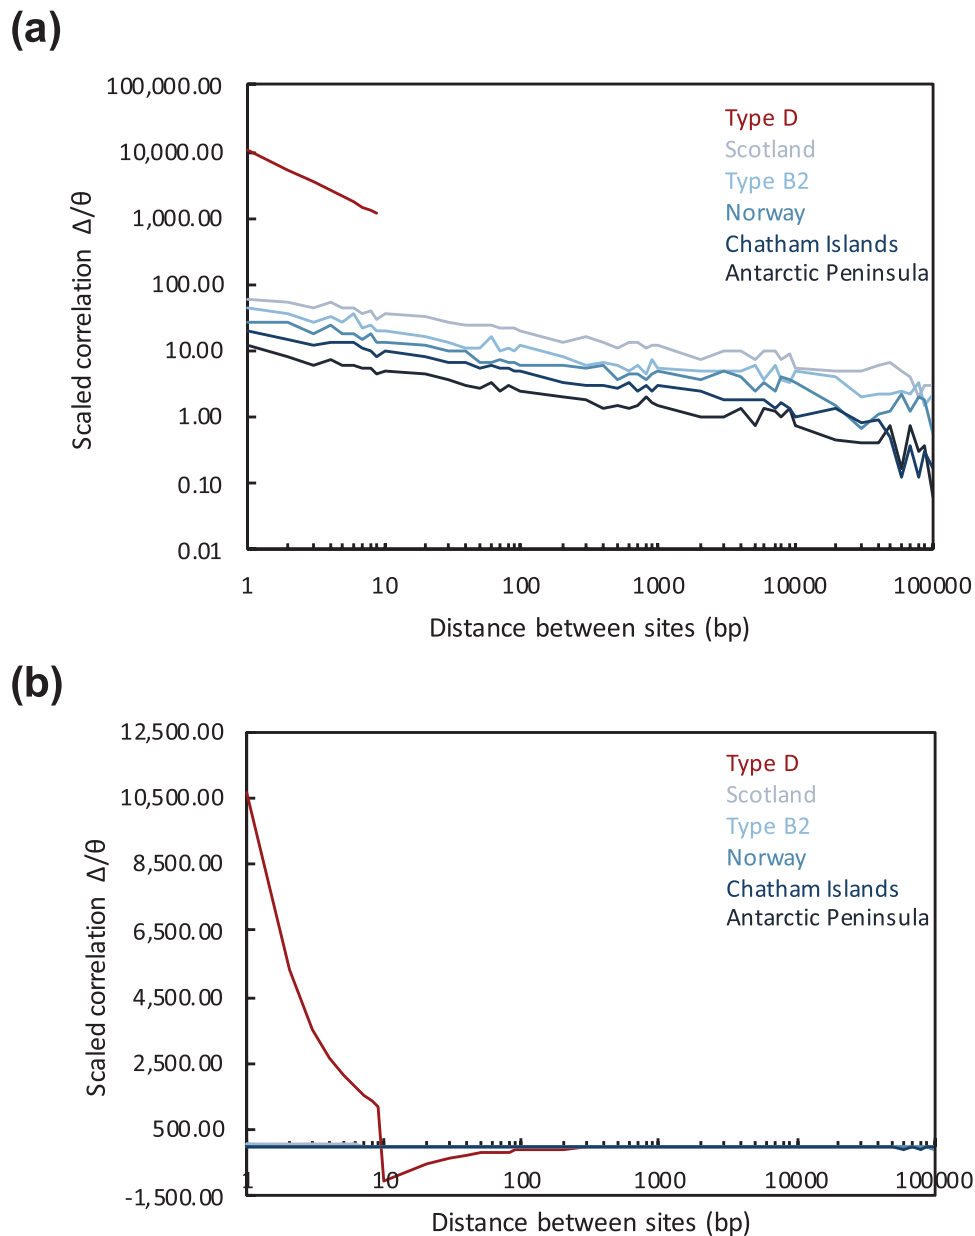 (a)
100,000.00
10,000.00
1,000.00
100.00
10.00
1.00
0.10
0.01
Scaled correlation Δ/θ
Type D
Scotland
Type B2
Norway
Chatham Islands
Antarctic Peninsula
1 10 100 1000 10000 100000
Distance between sites (bp)
(b)
12,500.00
10,500.00
8,500.00
6,500.00
4,500.00
2,500.00
500.00
-1,500.00
Scaled correlation Δ/θ
Type D
Scotland
Type B2
Norway
Chatham Islands
Antarctic Peninsula
1 10 100 1000 10000 100000
Distance between sites (bp)